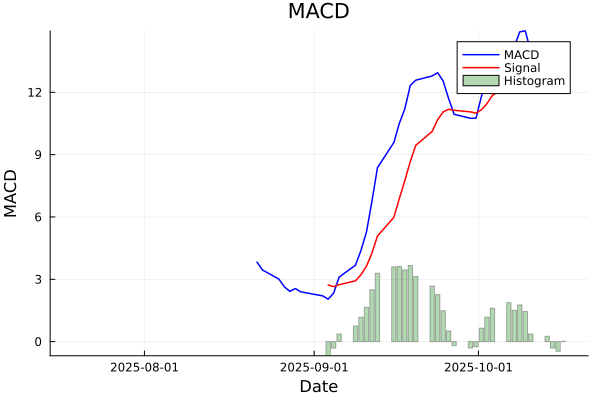 MACD
MACD
Signal
Histogram
MACD
12
9
6
3
0
2025-08-01
2025-09-01
2025-10-01
Date